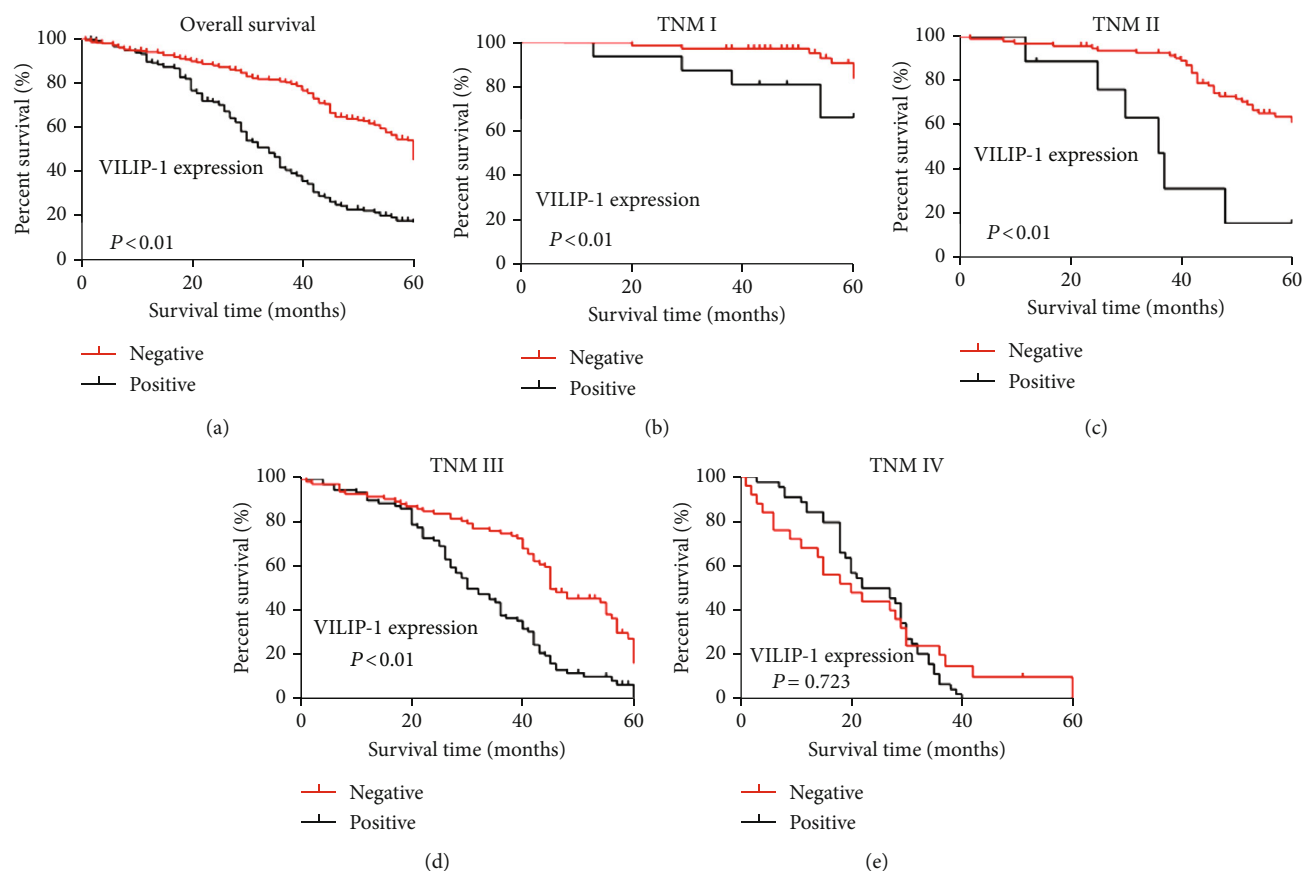 Overall survival
Percent survival (%)
100
80
60
40
20
0
VILIP-1 expression
P < 0.01
0 20 40 60
Survival time (months)
Negative
Positive
(a)
TNM I
Percent survival (%)
100
80
60
40
20
0
VILIP-1 expression
P < 0.01
0 20 40 60
Survival time (months)
Negative
Positive
(b)
TNM II
Percent survival (%)
100
80
60
40
20
0
VILIP-1 expression
P < 0.01
0 20 40 60
Survival time (months)
Negative
Positive
(c)
TNM III
Percent survival (%)
100
80
60
40
20
0
VILIP-1 expression
P < 0.01
0 20 40 60
Survival time (months)
Negative
Positive
(d)
TNM IV
Percent survival (%)
100
80
60
40
20
0
VILIP-1 expression
P = 0.723
0 20 40 60
Survival time (months)
Negative
Positive
(e)